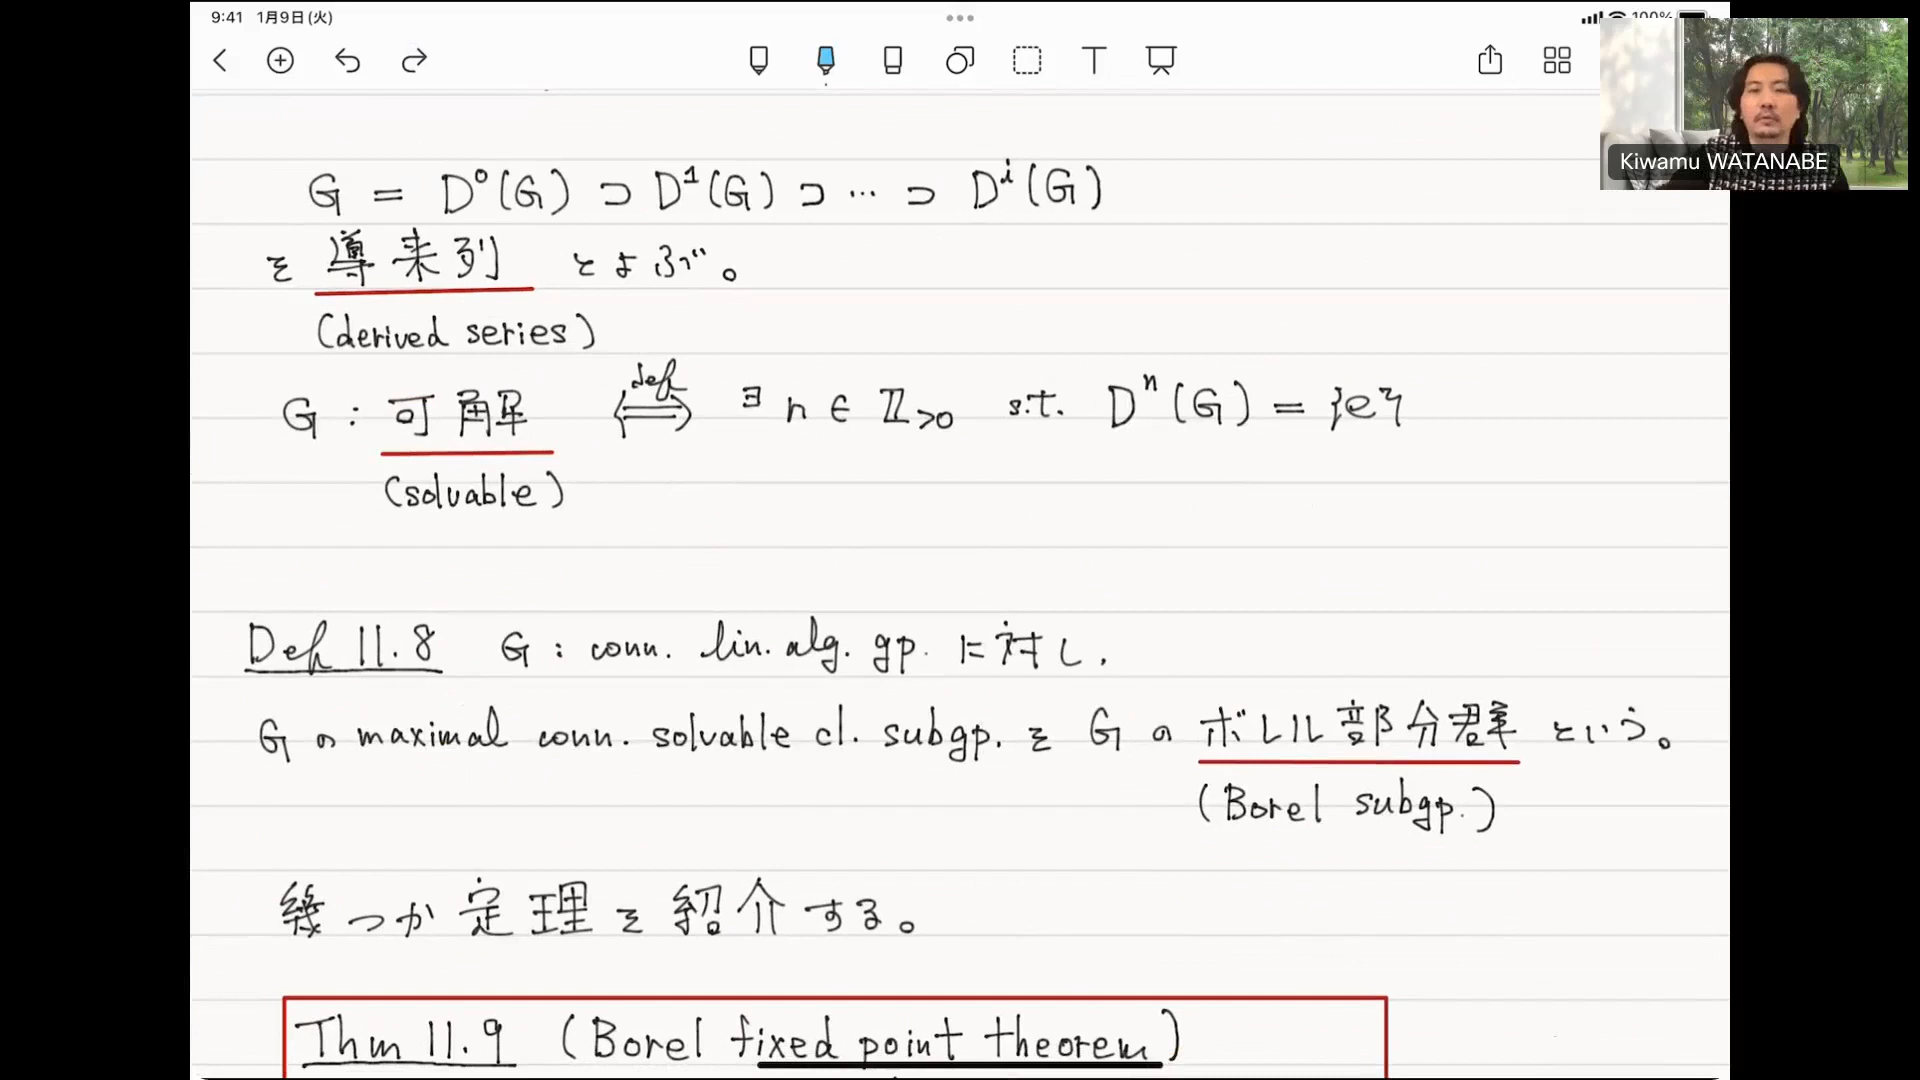 9:41 1月9日(火)
100%
Kiwamu WATANABE
G = D⁰(G) ⊃ D¹(G) ⊃ ⋯ ⊃ Dⁱ(G)
を 導来列 とよぶ。
(derived series)
G : 可解 ⇔ def ∃ n ∈ ℤ>0 s.t. Dⁿ(G) = {e}
(solvable)
Def 11.8 G : conn. lin. alg. gp. に対し,
G の maximal conn. solvable cl. subgp. を G の ボレル部分群 という。
(Borel subgp.)
幾つか定理を紹介する。
Thm 11.9 (Borel fixed point theorem)